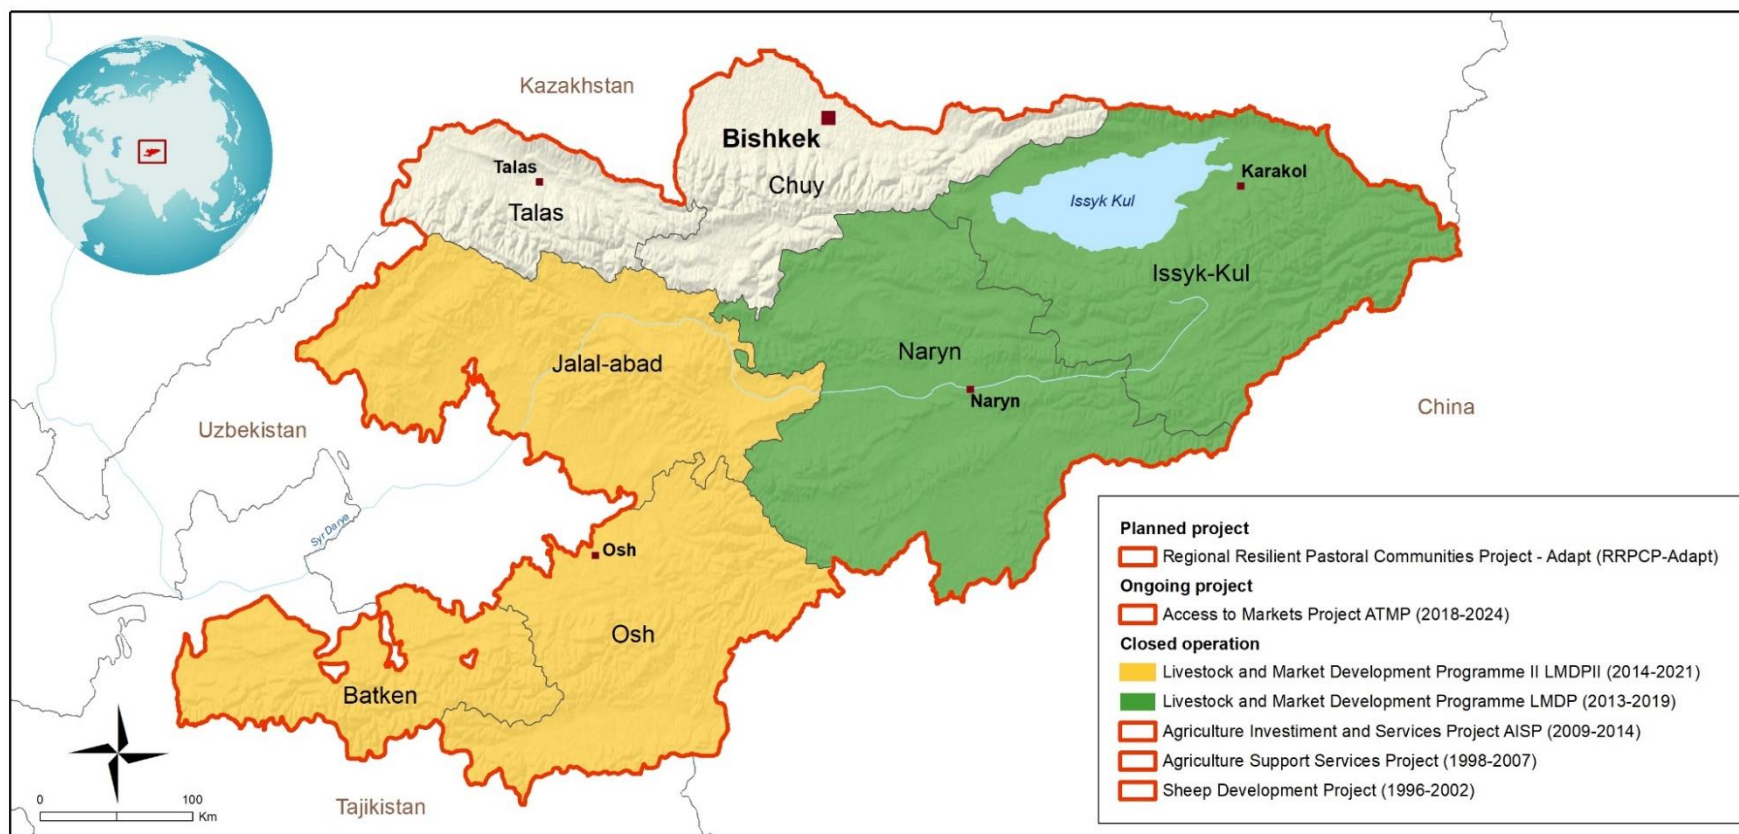 Kazakhstan
Bishkek
Chuy
Talas
Talas
Karakol
Issyk Kul
Issyk-Kul
Jalal-abad
Naryn
Naryn
China
Uzbekistan
Syr Darya
Osh
Osh
Batken
Tajikistan
0 100
Km
Planned project
Regional Resilient Pastoral Communities Project - Adapt (RRPCP-Adapt)
Ongoing project
Access to Markets Project ATMP (2018-2024)
Closed operation
Livestock and Market Development Programme II LMDPII (2014-2021)
Livestock and Market Development Programme LMDP (2013-2019)
Agriculture Investiment and Services Project AISP (2009-2014)
Agriculture Support Services Project (1998-2007)
Sheep Development Project (1996-2002)